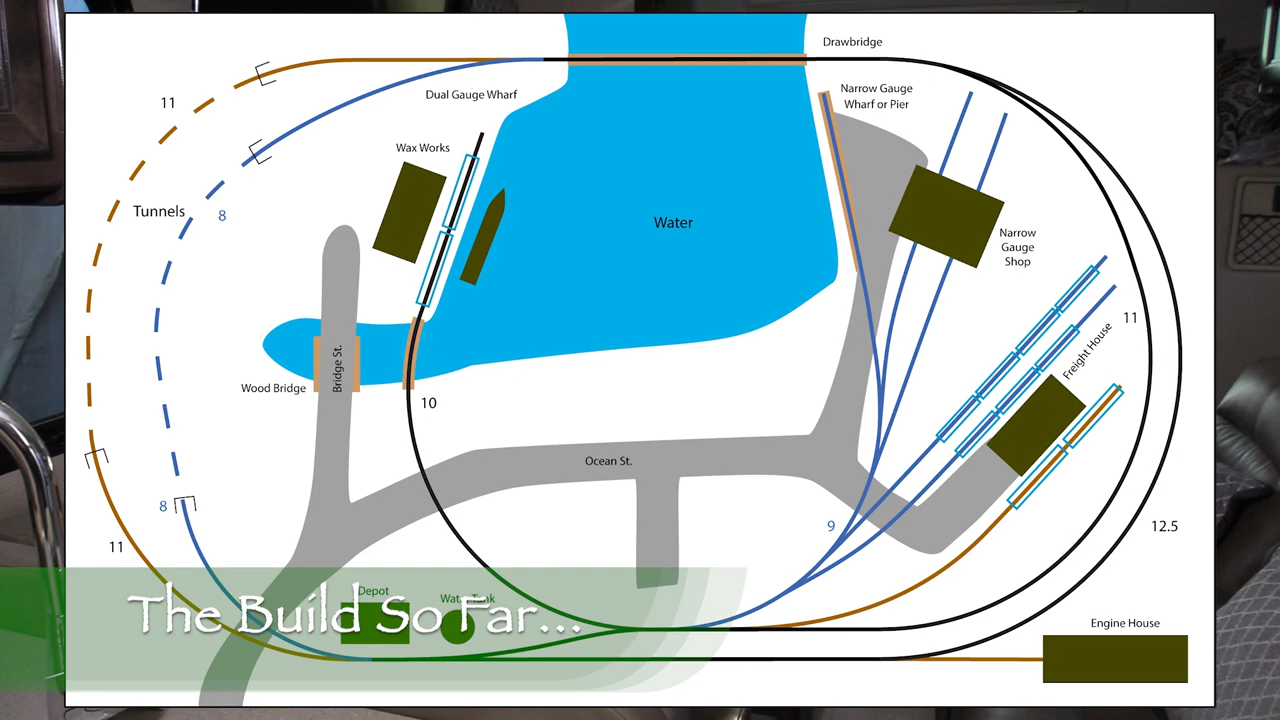 Drawbridge
11
Dual Gauge Wharf
Narrow Gauge
Wharf or Pier
Wax Works
Tunnels
8
Water
Narrow
Gauge
Shop
11
Freight House
Bridge St.
Wood Bridge
10
Ocean St.
8
9
12.5
11
Depot
Water Tank
The Build So Far...
Engine House